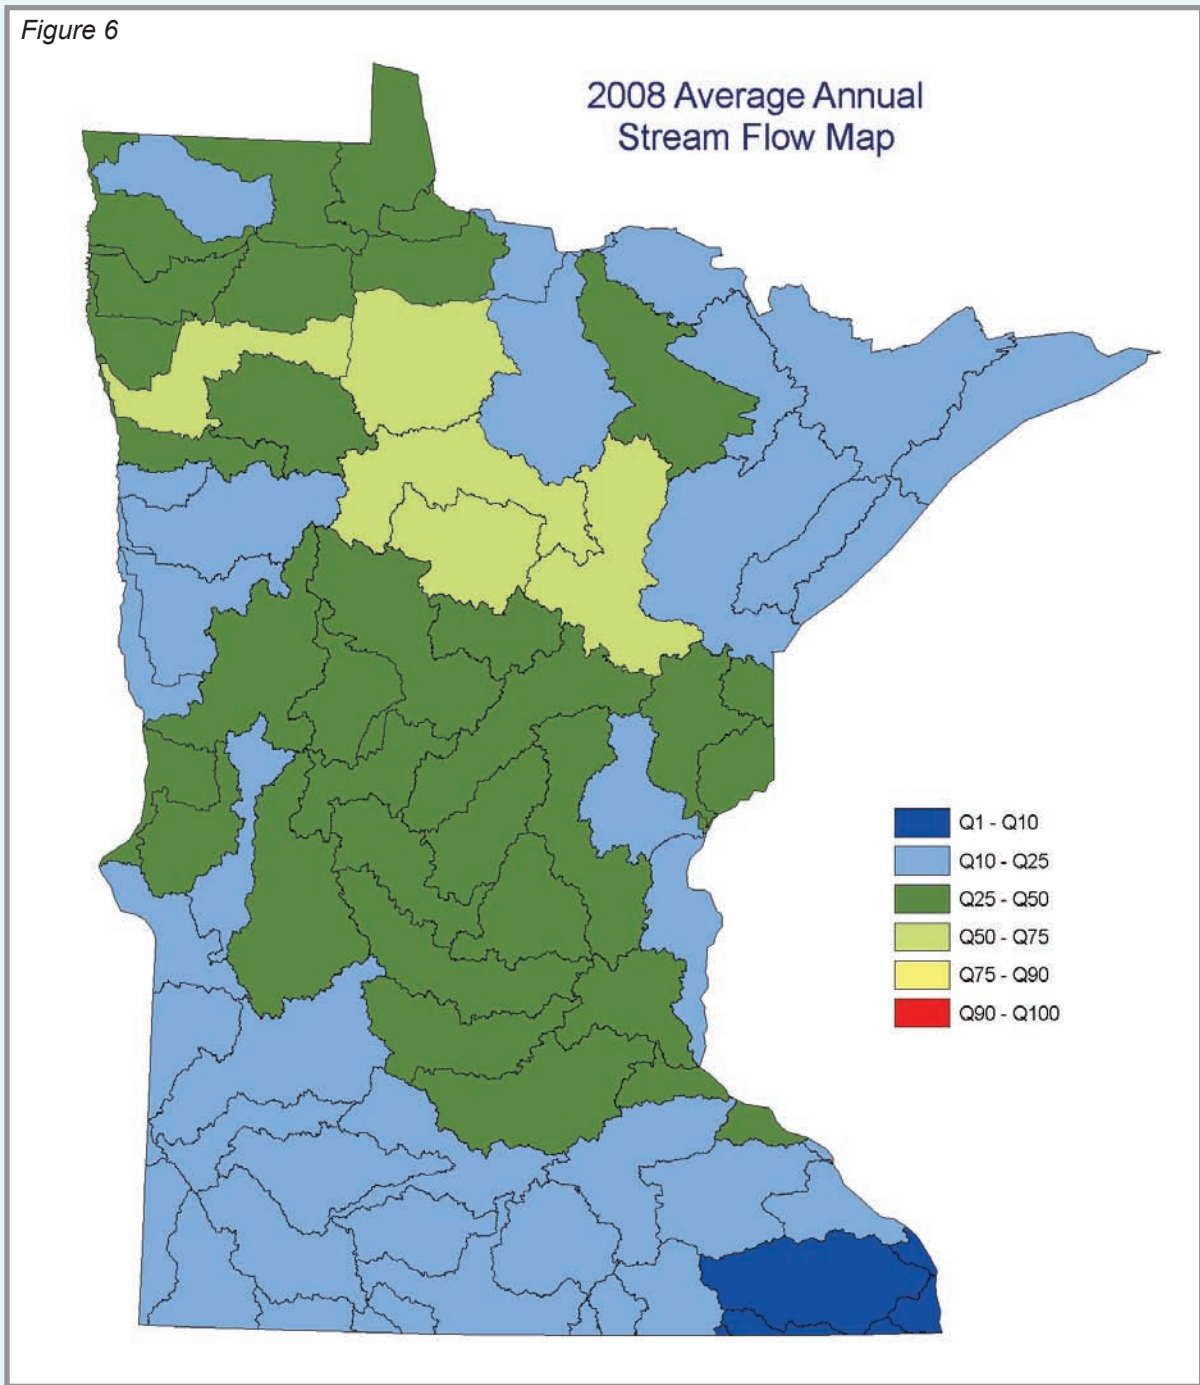 Figure 6
2008 Average Annual
Stream Flow Map
Q1 - Q10
Q10 - Q25
Q25 - Q50
Q50 - Q75
Q75 - Q90
Q90 - Q100